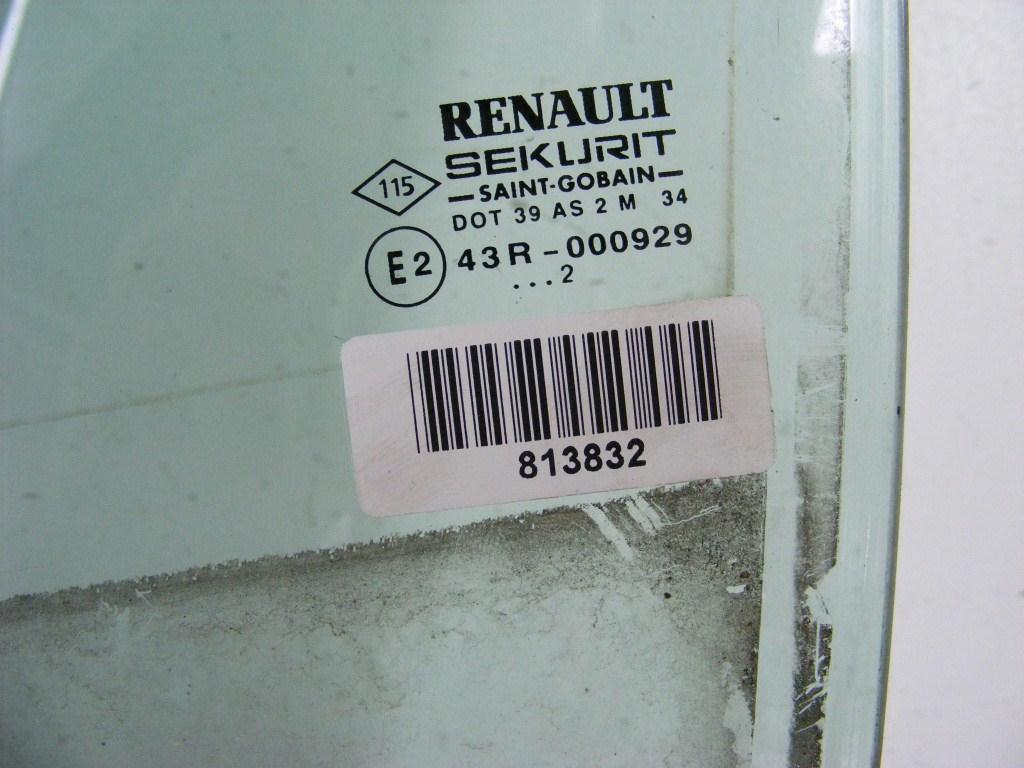 RENAULT
SEKURIT
SAINT-GOBAIN
115
DOT 39 AS 2 M 34
E2 43R-000929
...2
813832